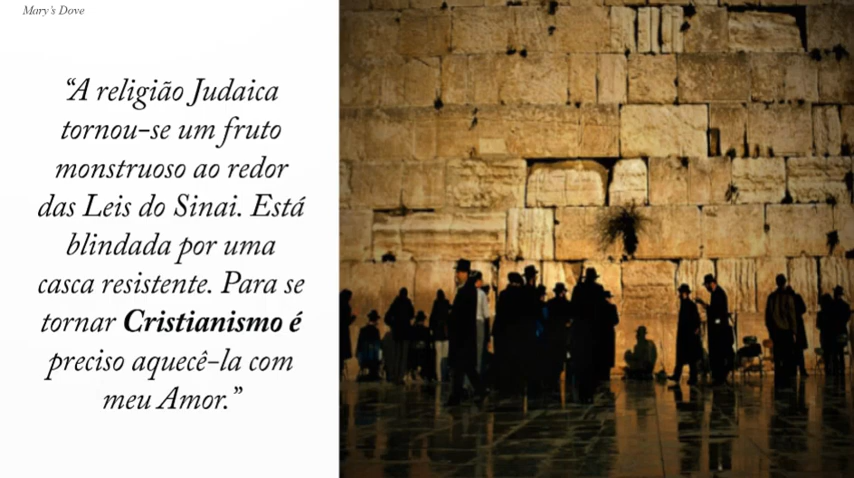 Mary's Dove
“A religião Judaica
tornou-se um fruto
monstruoso ao redor
das Leis do Sinai. Está
blindada por uma
casca resistente. Para se
tornar Cristianismo é
preciso aquecê-la com
meu Amor.”